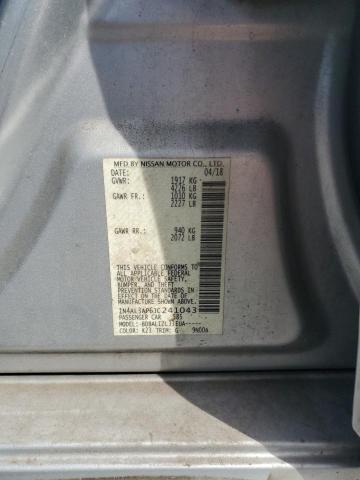 MFD BY NISSAN MOTOR CO., LTD.
DATE: 04/18
GVWR: 1917 KG
4226 LB
GAWR FR.: 1010 KG
2227 LB
GAWR RR.: 940 KG
2072 LB
THIS VEHICLE CONFORMS TO
ALL APPLICABLE FEDERAL
MOTOR VEHICLE SAFETY,
BUMPER, AND THEFT
PREVENTION STANDARDS IN
EFFECT ON THE DATE OF
MANUFACTURE SHOWN ABOVE.
1N4AL3AP6JC241043
PASSENGER CAR 585
MODEL:
COLOR: K23 TRIM: G